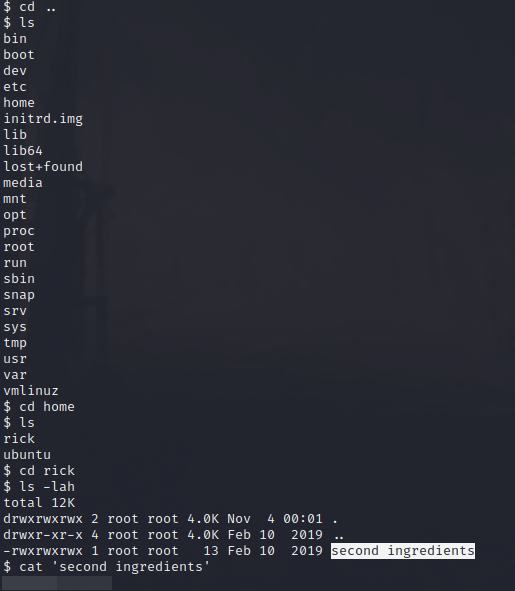 $ cd ..
$ ls
bin
boot
dev
etc
home
initrd.img
lib
lib64
lost+found
media
mnt
opt
proc
root
run
sbin
snap
srv
sys
tmp
usr
var
vmlinuz
$ cd home
$ ls
rick
ubuntu
$ cd rick
$ ls -lah
total 12K
drwxrwxrwx 2 root root 4.0K Nov  4 00:01 .
drwxr-xr-x 4 root root 4.0K Feb 10  2019 ..
-rwxrwxrwx 1 root root   13 Feb 10  2019 second ingredients
$ cat 'second ingredients'